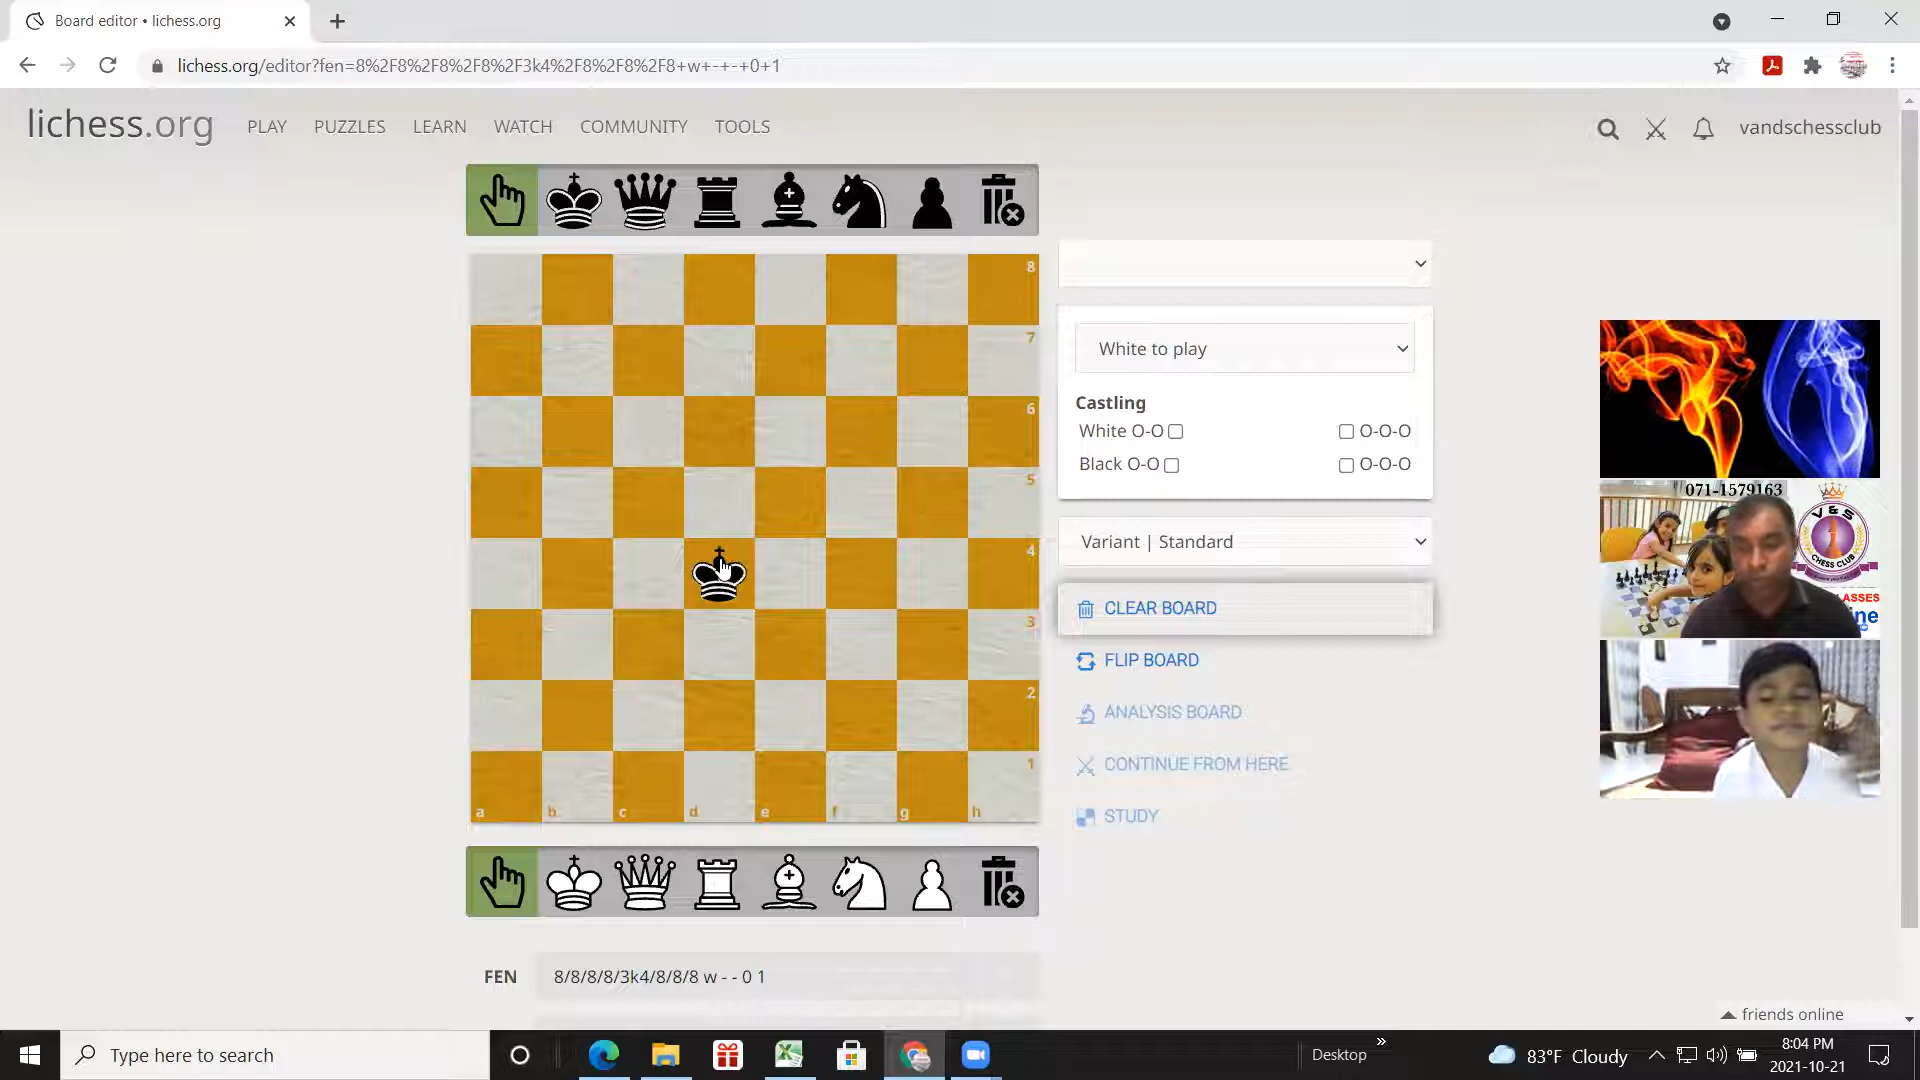 Board editor • lichess.org
lichess.org/editor?fen=8%2F8%2F8%2F8%2F3k4%2F8%2F8%2F8+w+-+-+0+1
lichess.org PLAY PUZZLES LEARN WATCH COMMUNITY TOOLS vandschessclub
8
7
6
5
4
3
2
1
a b c d e f g h
White to play
Castling
White O-O O-O-O
Black O-O O-O-O
Variant | Standard
CLEAR BOARD
FLIP BOARD
ANALYSIS BOARD
CONTINUE FROM HERE
STUDY
071-1579163
V & S
CHESS CLUB
FEN 8/8/8/8/3k4/8/8/8 w - - 0 1
friends online
Type here to search
Desktop
83°F Cloudy
8:04 PM
2021-10-21